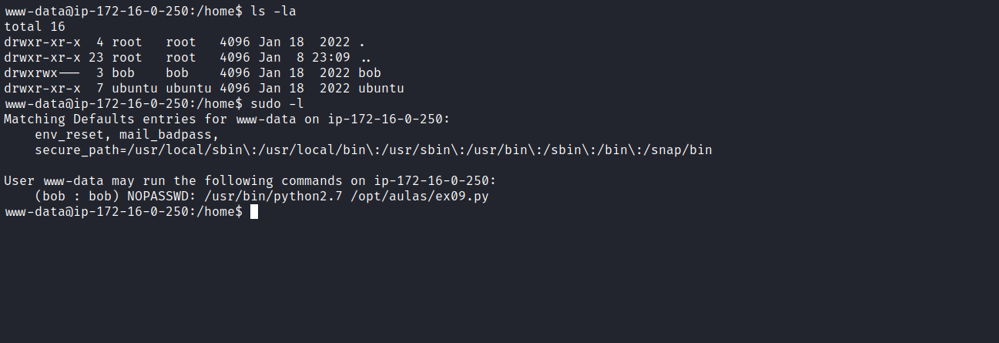 www-data@ip-172-16-0-250:/home$ ls -la
total 16
drwxr-xr-x  4 root   root   4096 Jan 18  2022 .
drwxr-xr-x 23 root   root   4096 Jan  8 23:09 ..
drwxrwx---  3 bob    bob    4096 Jan 18  2022 bob
drwxr-xr-x  7 ubuntu ubuntu 4096 Jan 18  2022 ubuntu
www-data@ip-172-16-0-250:/home$ sudo -l
Matching Defaults entries for www-data on ip-172-16-0-250:
    env_reset, mail_badpass,
    secure_path=/usr/local/sbin\:/usr/local/bin\:/usr/sbin\:/usr/bin\:/sbin\:/bin\:/snap/bin

User www-data may run the following commands on ip-172-16-0-250:
    (bob : bob) NOPASSWD: /usr/bin/python2.7 /opt/aulas/ex09.py
www-data@ip-172-16-0-250:/home$